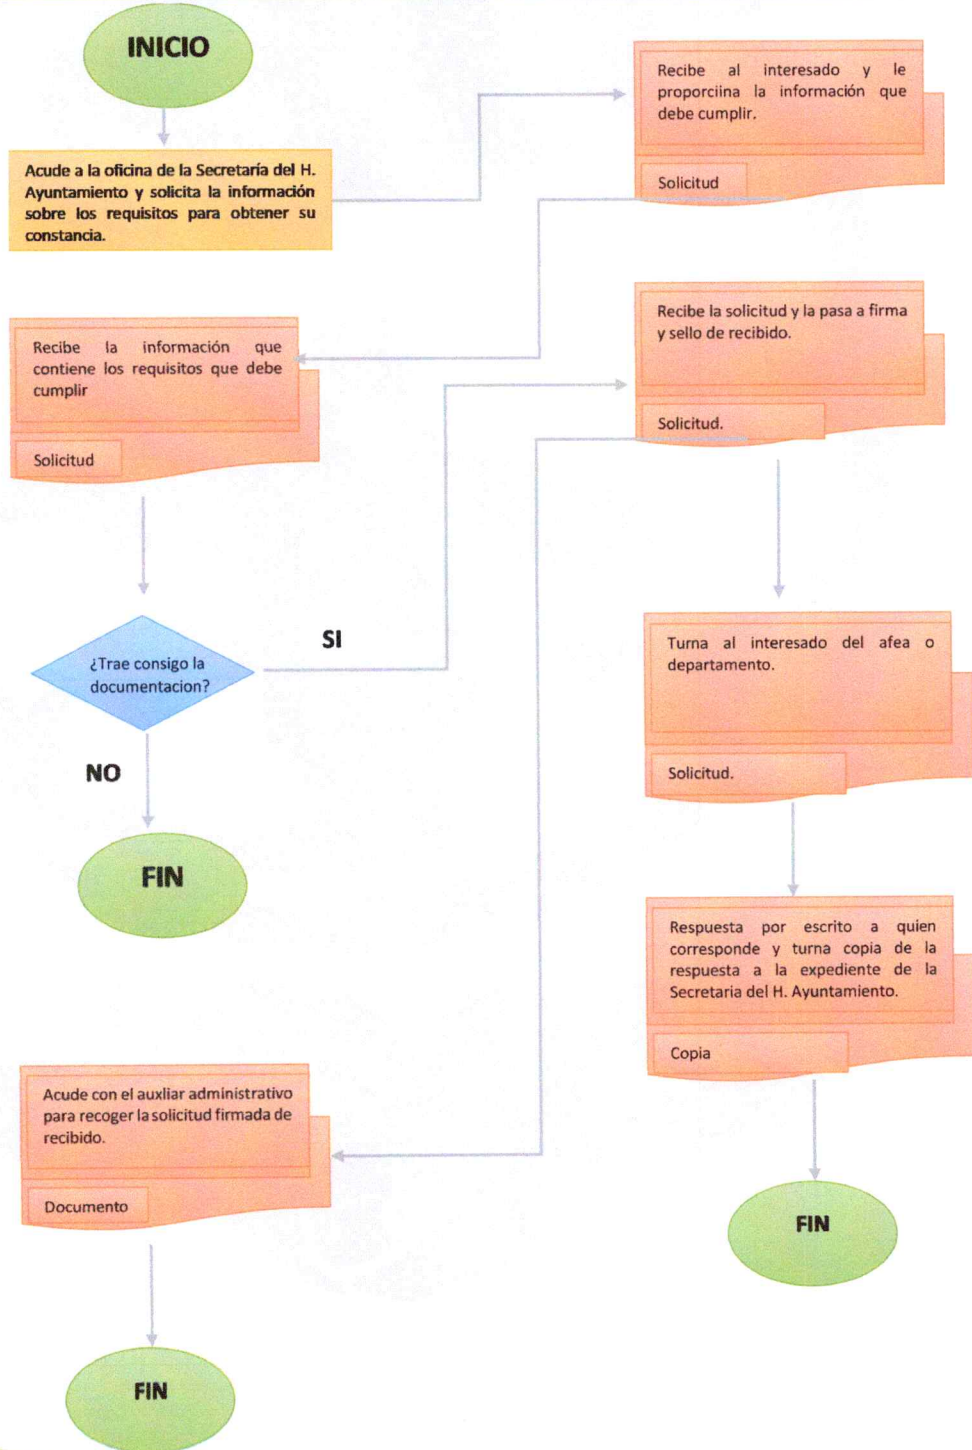 INICIO
Acude a la oficina de la Secretaría del H.
Ayuntamiento y solicita la información
sobre los requisitos para obtener su
constancia.
Recibe al interesado y le
proporciina la información que
debe cumplir.
Solicitud
Recibe la información que
contiene los requisitos que debe
cumplir
Solicitud
Recibe la solicitud y la pasa a firma
y sello de recibido.
Solicitud.
¿Trae consigo la
documentacion?
SI
NO
FIN
Turna al interesado del afea o
departamento.
Solicitud.
Respuesta por escrito a quien
corresponde y turna copia de la
respuesta a la expediente de la
Secretaria del H. Ayuntamiento.
Copia
FIN
Acude con el auxliar administrativo
para recoger la solicitud firmada de
recibido.
Documento
FIN